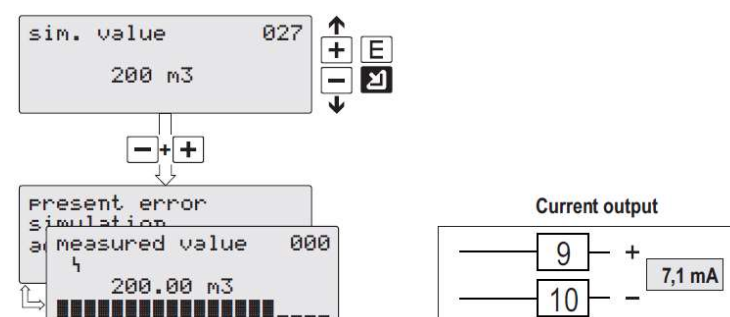 sim. value 027
200 m3
+
E
−
− + +
present error
simulation
measured value 000
200.00 m3
Current output
9 +
7,1 mA
10 −